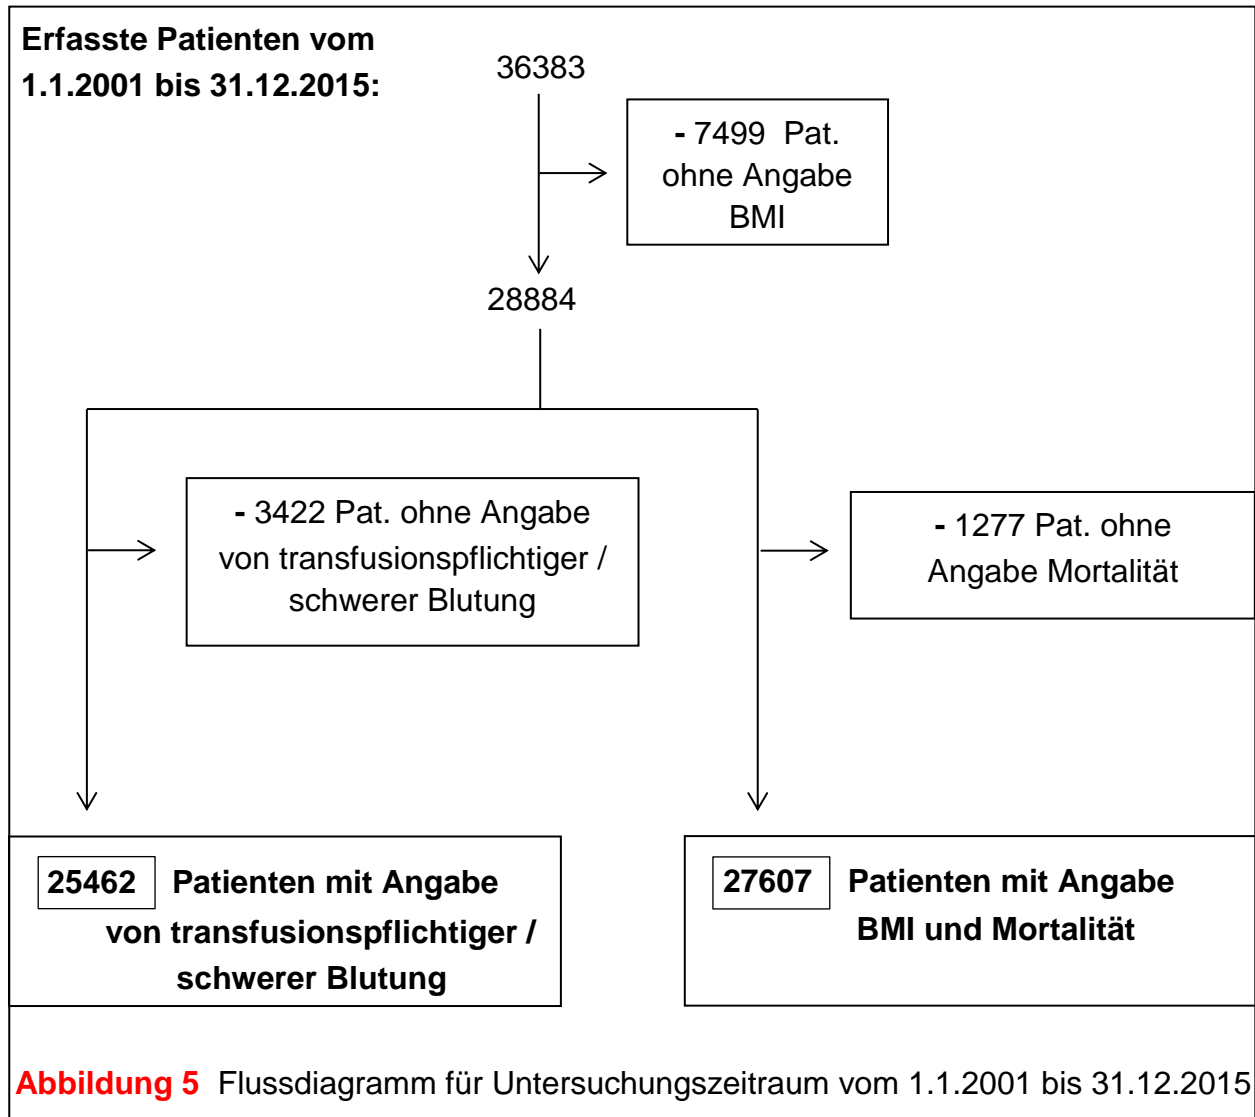 Erfasste Patienten vom
1.1.2001 bis 31.12.2015:
36383
- 7499 Pat.
ohne Angabe
BMI
28884
- 3422 Pat. ohne Angabe
von transfusionspflichtiger /
schwerer Blutung
- 1277 Pat. ohne
Angabe Mortalität
25462 Patienten mit Angabe
von transfusionspflichtiger /
schwerer Blutung
27607 Patienten mit Angabe
BMI und Mortalität
Abbildung 5 Flussdiagramm für Untersuchungszeitraum vom 1.1.2001 bis 31.12.2015